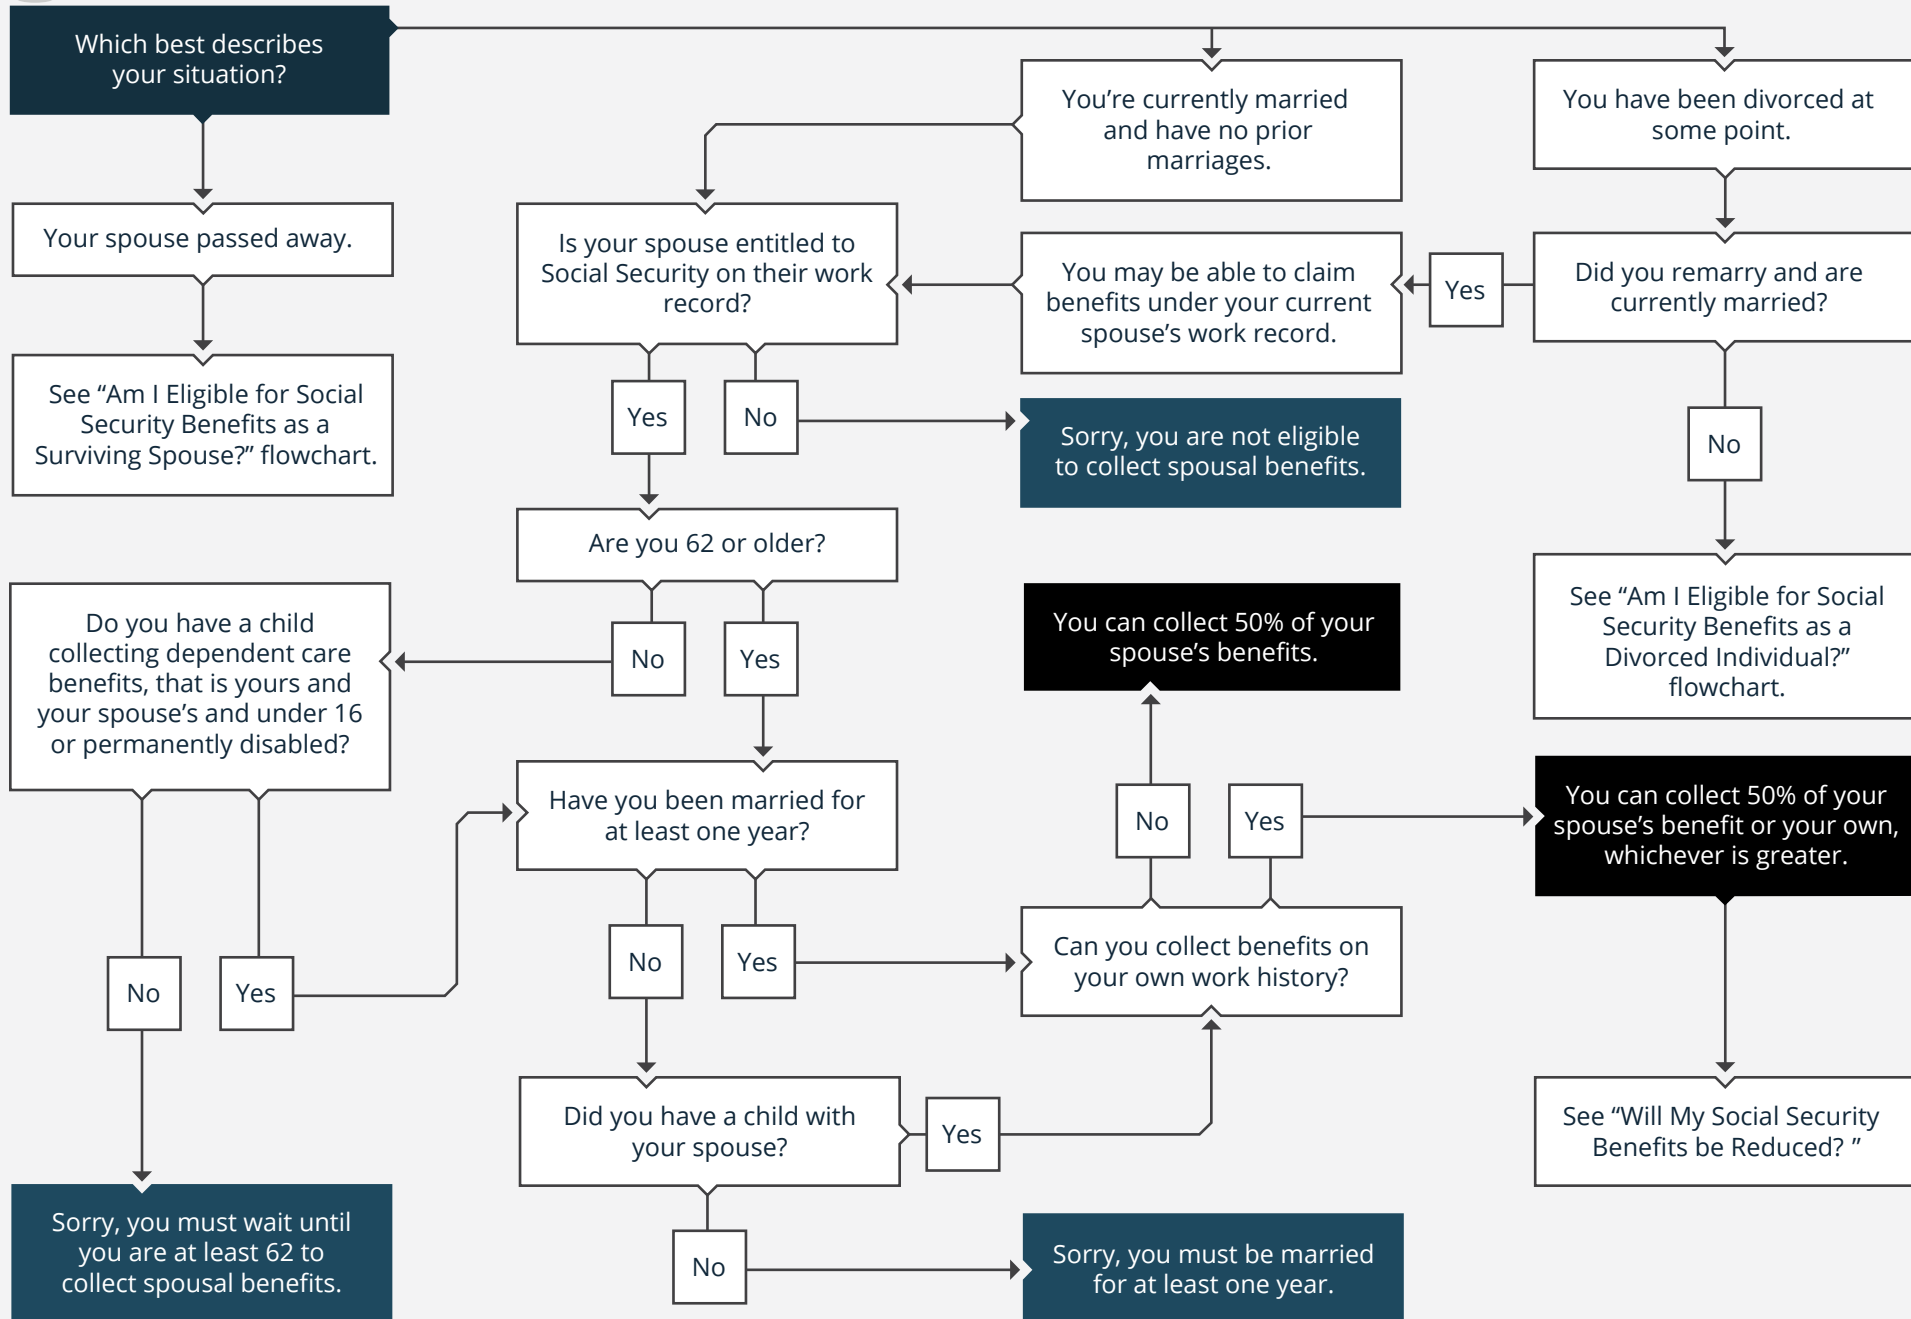 Which best describes
your situation?
You’re currently married
and have no prior
marriages.
You have been divorced at
some point.
Your spouse passed away.
Is your spouse entitled to
Social Security on their work
record?
You may be able to claim
benefits under your current
spouse’s work record.
Yes
Did you remarry and are
currently married?
See “Am I Eligible for Social
Security Benefits as a
Surviving Spouse?” flowchart.
Yes
No
Sorry, you are not eligible
to collect spousal benefits.
No
Are you 62 or older?
See “Am I Eligible for Social
Security Benefits as a
Divorced Individual?”
flowchart.
Do you have a child
collecting dependent care
benefits, that is yours and
your spouse’s and under 16
or permanently disabled?
No
Yes
You can collect 50% of your
spouse’s benefits.
Have you been married for
at least one year?
No
Yes
You can collect 50% of your
spouse’s benefit or your own,
whichever is greater.
No
Yes
No
Yes
Can you collect benefits on
your own work history?
Did you have a child with
your spouse?
Yes
See “Will My Social Security
Benefits be Reduced? ”
Sorry, you must wait until
you are at least 62 to
collect spousal benefits.
No
Sorry, you must be married
for at least one year.